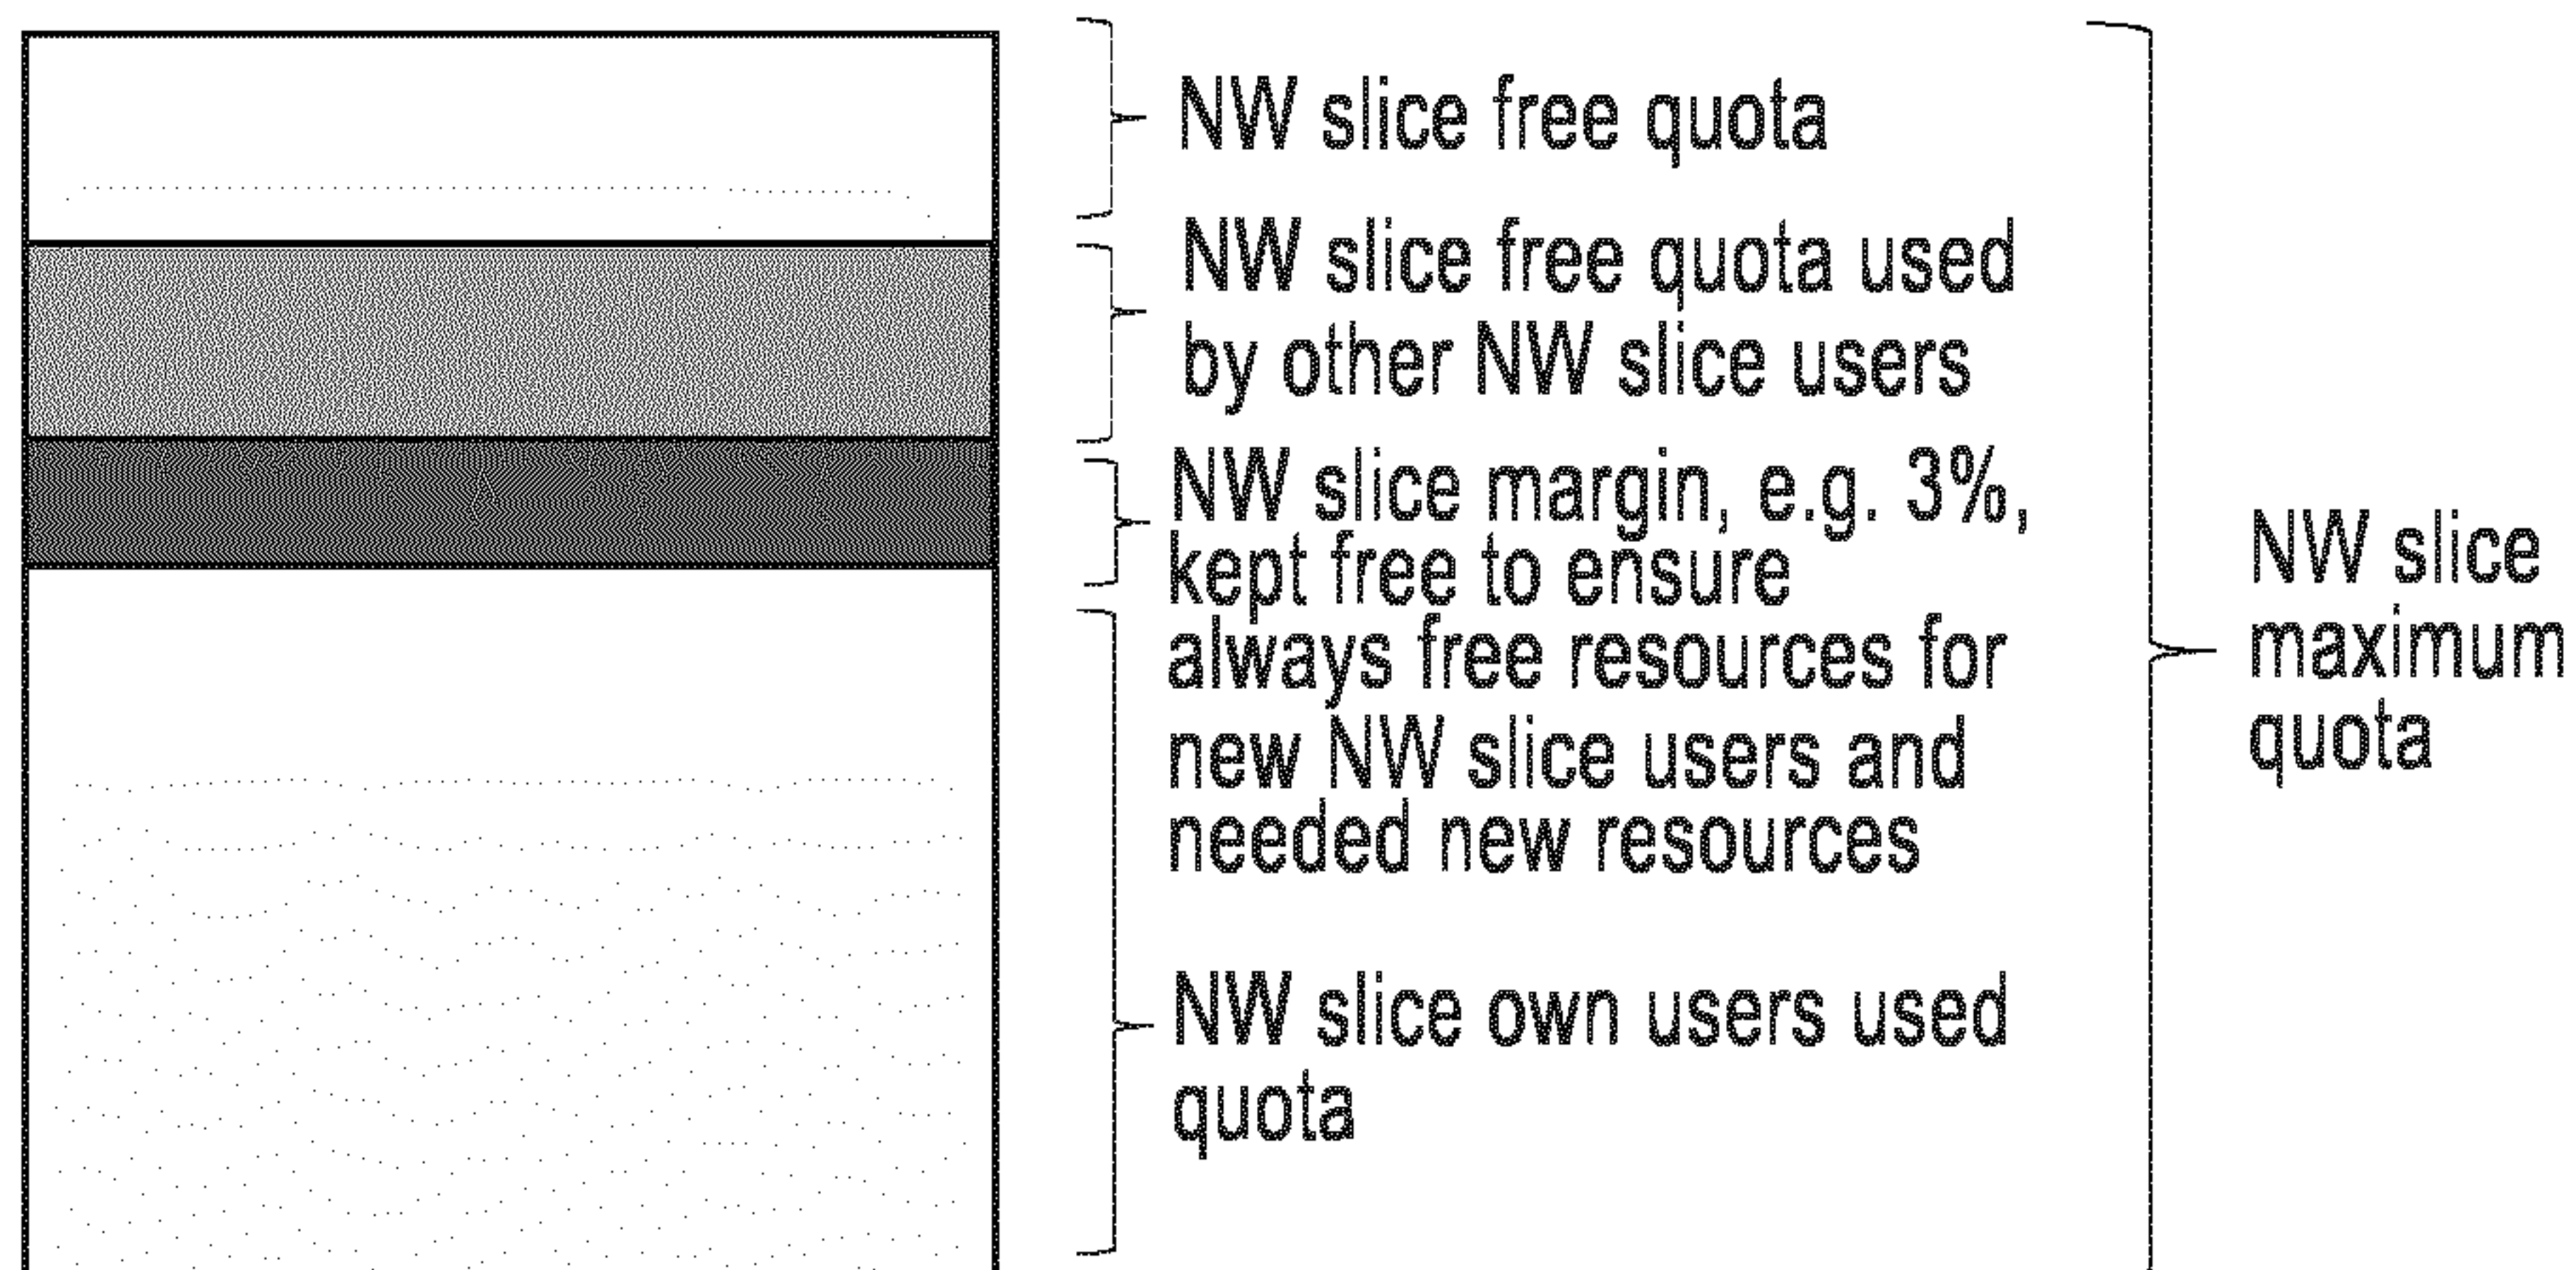 NW slice free quota
NW slice free quota used
by other NW slice users
NW slice margin, e.g. 3%,
kept free to ensure
always free resources for
new NW slice users and
needed new resources
NW slice own users used
quota
NW slice
maximum
quota